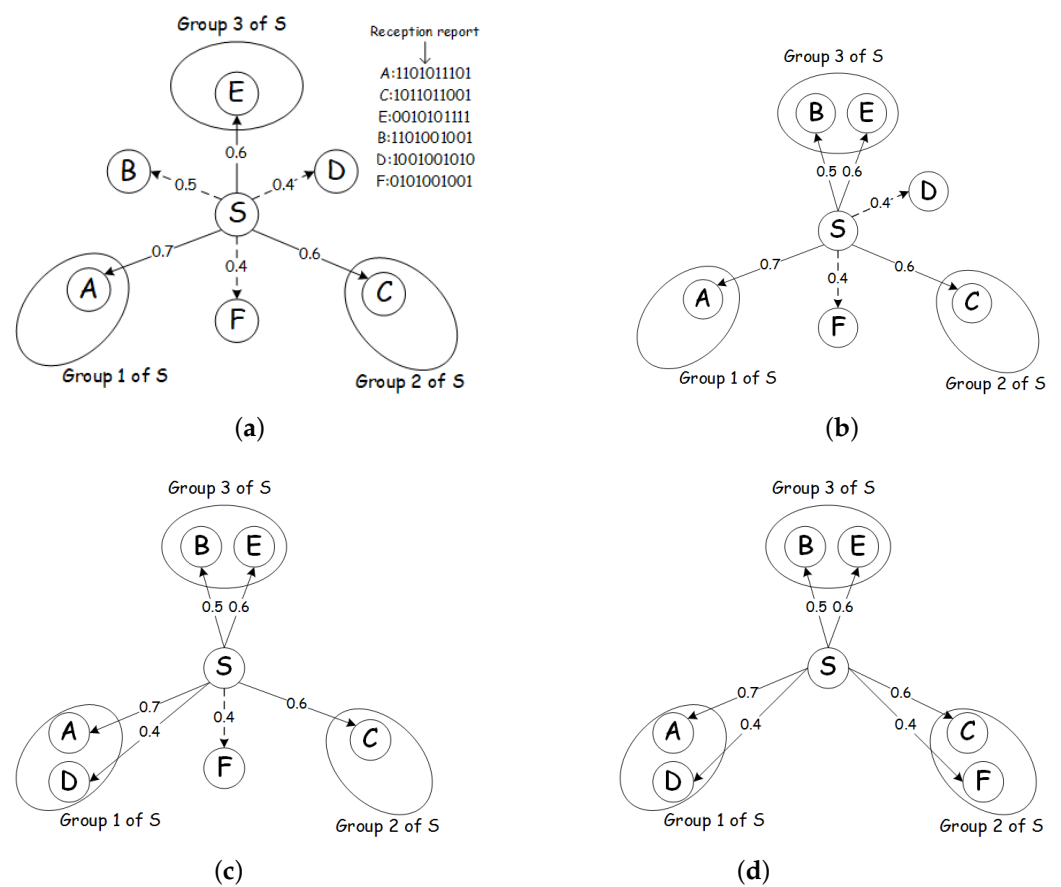 Group 3 of S
Reception report
A:1101011101
C:1011011001
E:0010101111
B:1101001001
D:1001001010
F:0101001001
E
0.6
B
0.5
0.4
D
S
0.7
0.6
0.4
A
C
F
Group 1 of S
Group 2 of S
(a)
Group 3 of S
B
E
0.5
0.6
D
0.4
S
0.7
0.4
0.6
A
C
F
Group 1 of S
Group 2 of S
(b)
Group 3 of S
B
E
0.5
0.6
S
0.7
0.4
0.4
0.6
A
C
D
F
Group 1 of S
Group 2 of S
(c)
Group 3 of S
B
E
0.5
0.6
S
0.7
0.6
0.4
0.4
A
C
D
F
Group 1 of S
Group 2 of S
(d)